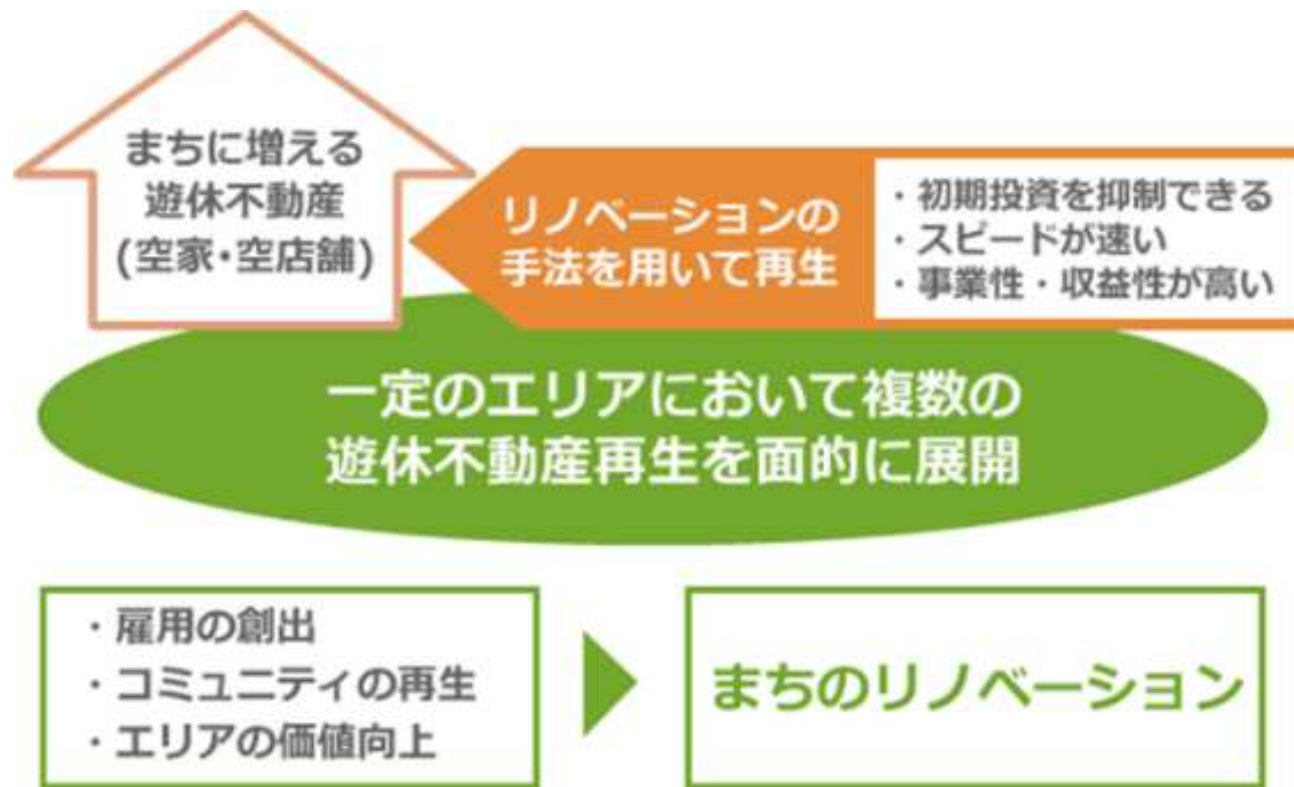 まちに増える
遊休不動産
(空家・空店舗)
リノベーションの
手法を用いて再生
・初期投資を抑制できる
・スピードが速い
・事業性・収益性が高い
一定のエリアにおいて複数の
遊休不動産再生を面的に展開
・雇用の創出
・コミュニティの再生
・エリアの価値向上
まちのリノベーション